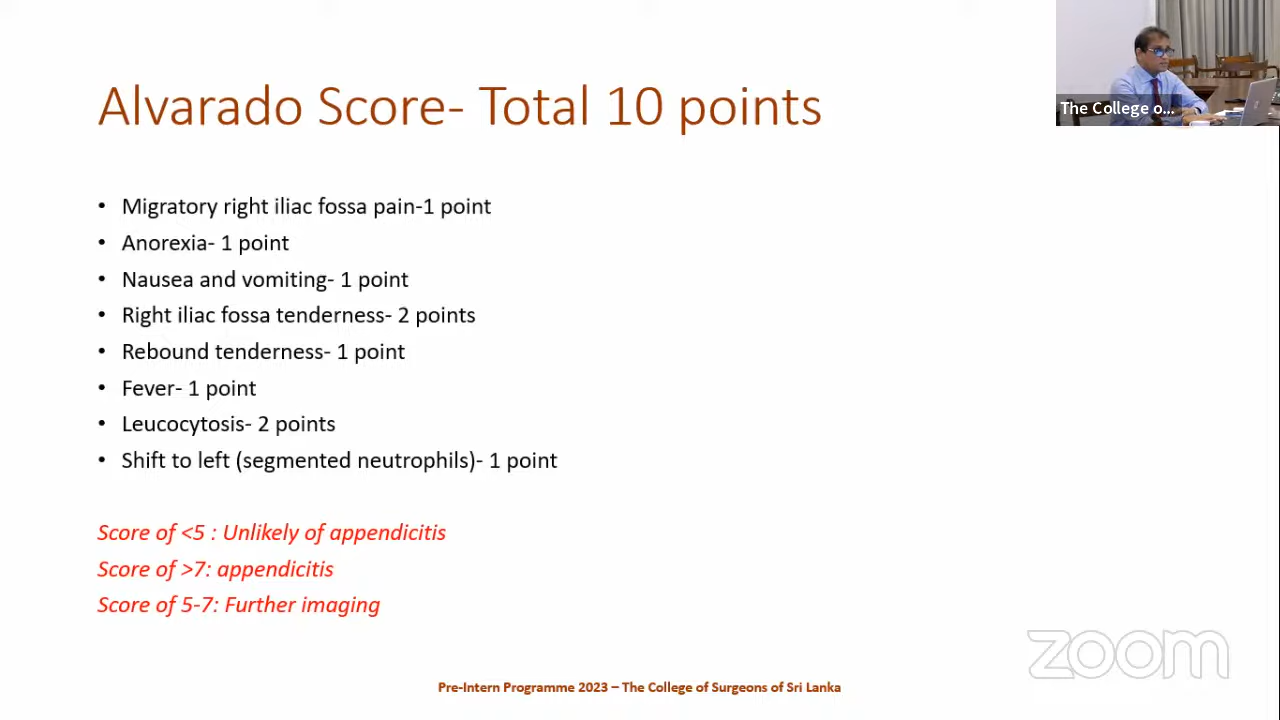 Alvarado Score- Total 10 points
The College o...
• Migratory right iliac fossa pain-1 point
• Anorexia- 1 point
• Nausea and vomiting- 1 point
• Right iliac fossa tenderness- 2 points
• Rebound tenderness- 1 point
• Fever- 1 point
• Leucocytosis- 2 points
• Shift to left (segmented neutrophils)- 1 point
Score of <5 : Unlikely of appendicitis
Score of >7: appendicitis
Score of 5-7: Further imaging
zoom
Pre-Intern Programme 2023 – The College of Surgeons of Sri Lanka